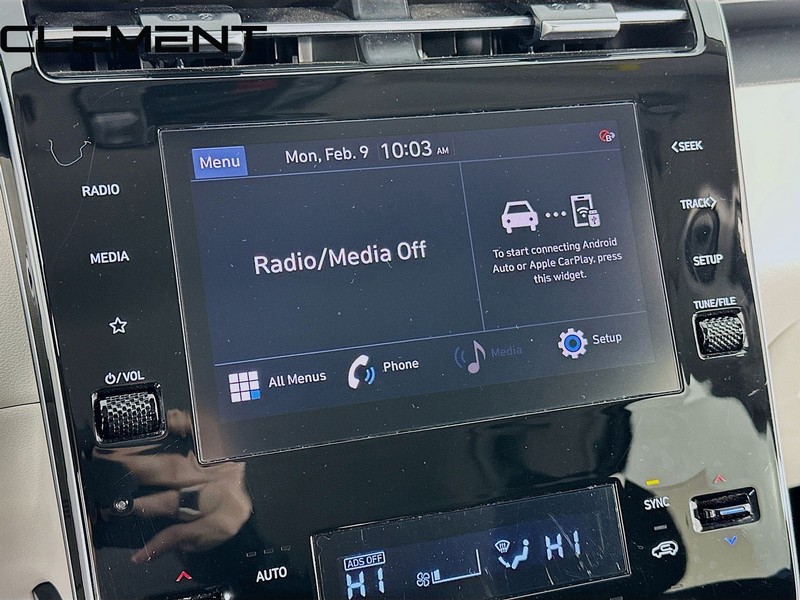 CLEMENT
Menu
Mon, Feb. 9 10:03 AM
B
RADIO
MEDIA
/VOL
Radio/Media Off
To start connecting Android
Auto or Apple CarPlay, press
this widget.
All Menus
Phone
Media
Setup
<SEEK
TRACK>
SETUP
TUNE/FILE
AUTO
ADS OFF
HI
HI
SYNC